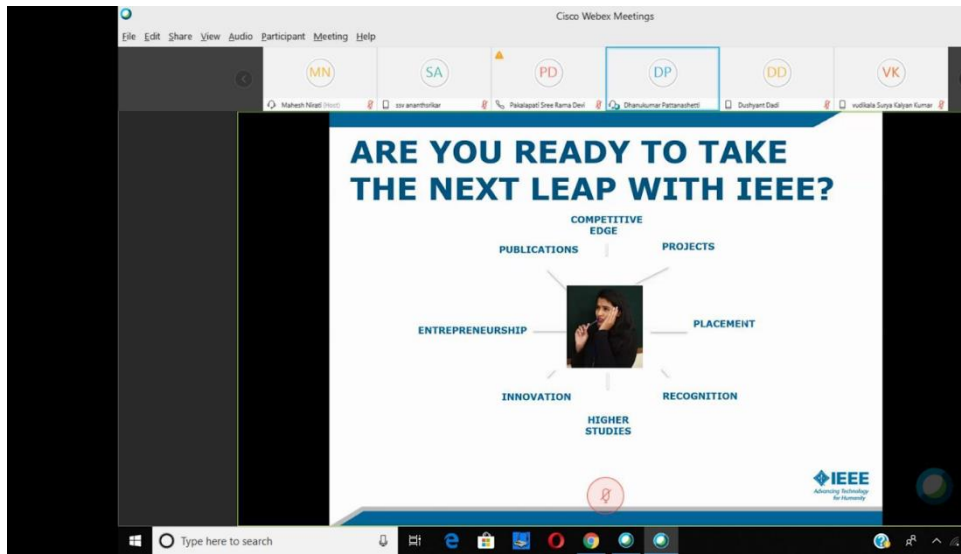 Cisco Webex Meetings
File Edit Share View Audio Participant Meeting Help
MN SA PD DP DD VK
Mahesh Nirati (Host) ssv ananthsrikar Pakalapati Sree Rama Devi Dhanukumar Pattanashetti Dushyant Dadi vudikala Surya Kalyan Kumar
ARE YOU READY TO TAKE
THE NEXT LEAP WITH IEEE?
COMPETITIVE
EDGE
PUBLICATIONS PROJECTS
ENTREPRENEURSHIP PLACEMENT
INNOVATION RECOGNITION
HIGHER
STUDIES
IEEE
Advancing Technology
for Humanity
Type here to search